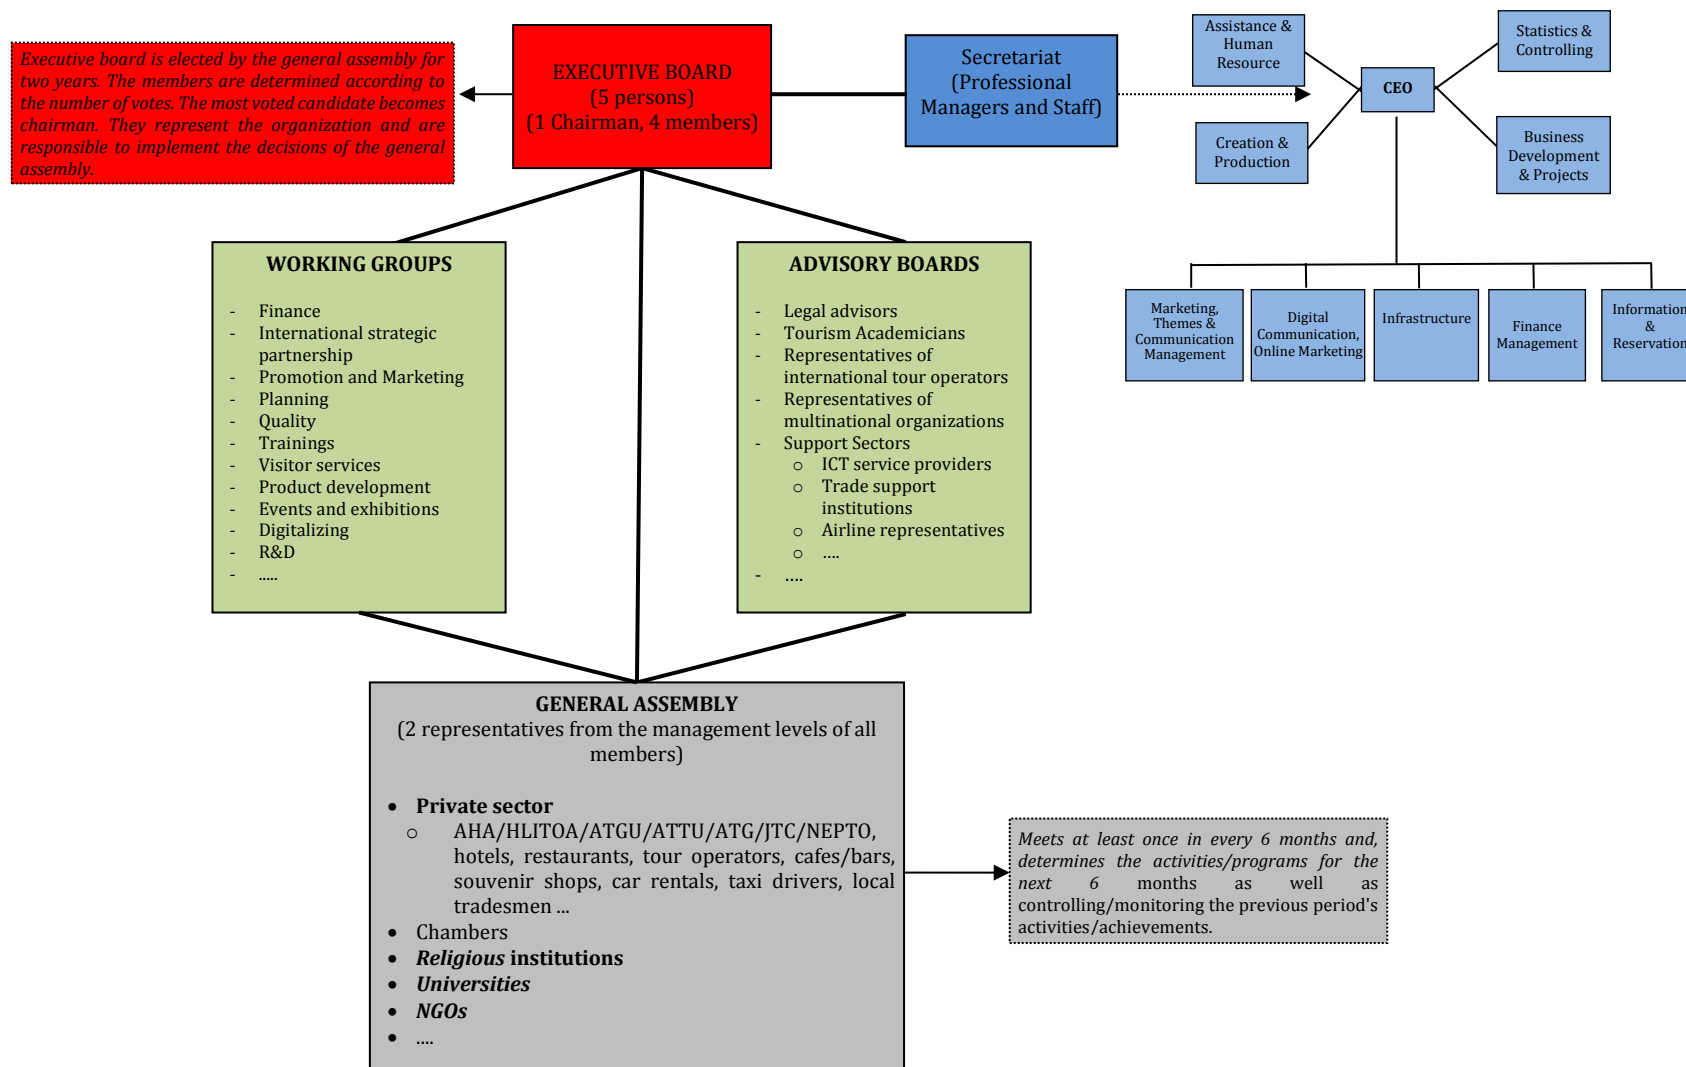 Executive board is elected by the general assembly for
two years. The members are determined according to
the number of votes. The most voted candidate becomes
chairman. They represent the organization and are
responsible to implement the decisions of the general
assembly.
EXECUTIVE BOARD
(5 persons)
(1 Chairman, 4 members)
Secretariat
(Professional
Managers and Staff)
Assistance &
Human
Resource
Statistics &
Controlling
CEO
Creation &
Production
Business
Development
& Projects
Marketing,
Themes &
Communication
Management
Digital
Communication,
Online Marketing
Infrastructure
Finance
Management
Information
&
Reservation
WORKING GROUPS
- Finance
- International strategic
partnership
- Promotion and Marketing
- Planning
- Quality
- Trainings
- Visitor services
- Product development
- Events and exhibitions
- Digitalizing
- R&D
- .....
ADVISORY BOARDS
- Legal advisors
- Tourism Academicians
- Representatives of
international tour operators
- Representatives of
multinational organizations
- Support Sectors
o ICT service providers
o Trade support
institutions
o Airline representatives
o ....
- ....
GENERAL ASSEMBLY
(2 representatives from the management levels of all
members)
• Private sector
o AHA/HLITOA/ATGU/ATTU/ATG/JTC/NEPTO,
hotels, restaurants, tour operators, cafes/bars,
souvenir shops, car rentals, taxi drivers, local
tradesmen ...
• Chambers
• Religious institutions
• Universities
• NGOs
• ....
Meets at least once in every 6 months and,
determines the activities/programs for the
next 6 months as well as
controlling/monitoring the previous period's
activities/achievements.